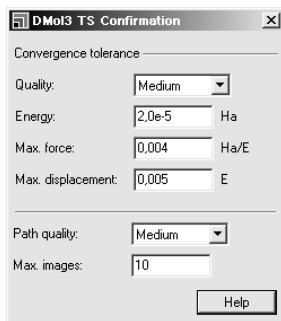 DMol3 TS Confirmation
Convergence tolerance
Quality: Medium
Energy: 2,0e-5 Ha
Max. force: 0,004 Ha/E
Max. displacement: 0,005 E
Path quality: Medium
Max. images: 10
Help